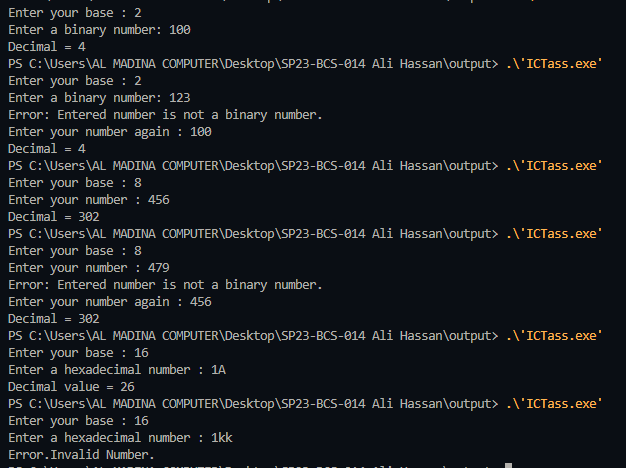 Enter your base : 2
Enter a binary number: 100
Decimal = 4
PS C:\Users\AL MADINA COMPUTER\Desktop\SP23-BCS-014 Ali Hassan\output> .\'ICTass.exe'
Enter your base : 2
Enter a binary number: 123
Error: Entered number is not a binary number.
Enter your number again : 100
Decimal = 4
PS C:\Users\AL MADINA COMPUTER\Desktop\SP23-BCS-014 Ali Hassan\output> .\'ICTass.exe'
Enter your base : 8
Enter your number : 456
Decimal = 302
PS C:\Users\AL MADINA COMPUTER\Desktop\SP23-BCS-014 Ali Hassan\output> .\'ICTass.exe'
Enter your base : 8
Enter your number : 479
Error: Entered number is not a binary number.
Enter your number again : 456
Decimal = 302
PS C:\Users\AL MADINA COMPUTER\Desktop\SP23-BCS-014 Ali Hassan\output> .\'ICTass.exe'
Enter your base : 16
Enter a hexadecimal number : 1A
Decimal value = 26
PS C:\Users\AL MADINA COMPUTER\Desktop\SP23-BCS-014 Ali Hassan\output> .\'ICTass.exe'
Enter your base : 16
Enter a hexadecimal number : 1kk
Error.Invalid Number.